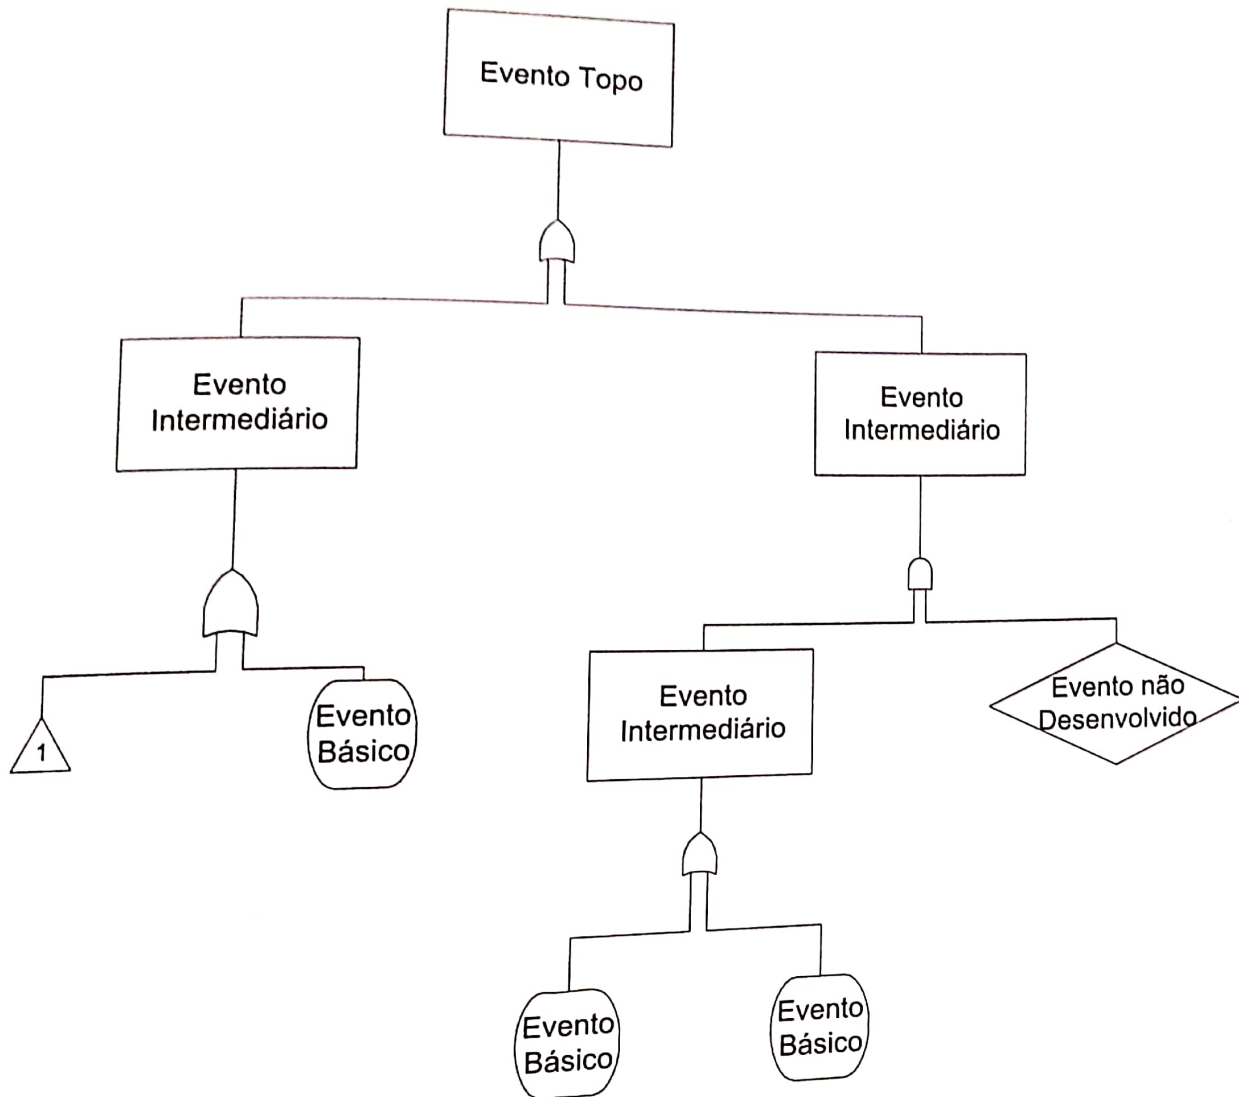 Evento Topo
Evento
Intermediário
Evento
Intermediário
1
Evento
Básico
Evento
Intermediário
Evento não
Desenvolvido
Evento
Básico
Evento
Básico